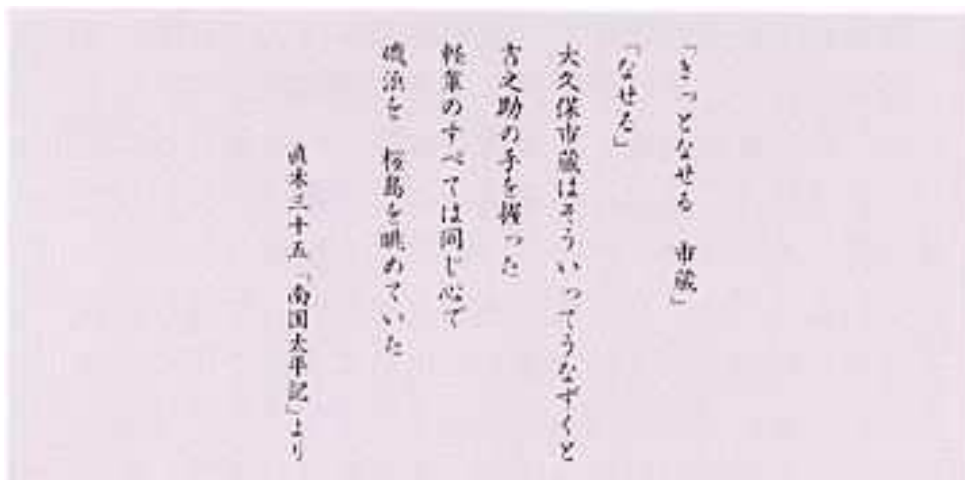 「きっとなせる 市蔵」
「なせる」
大久保市蔵はそういってうなずくと
吉之助の手を握った
軽輩のすべては同じ心で
磯浜を 桜島を眺めていた
直木三十五「南国太平記」より